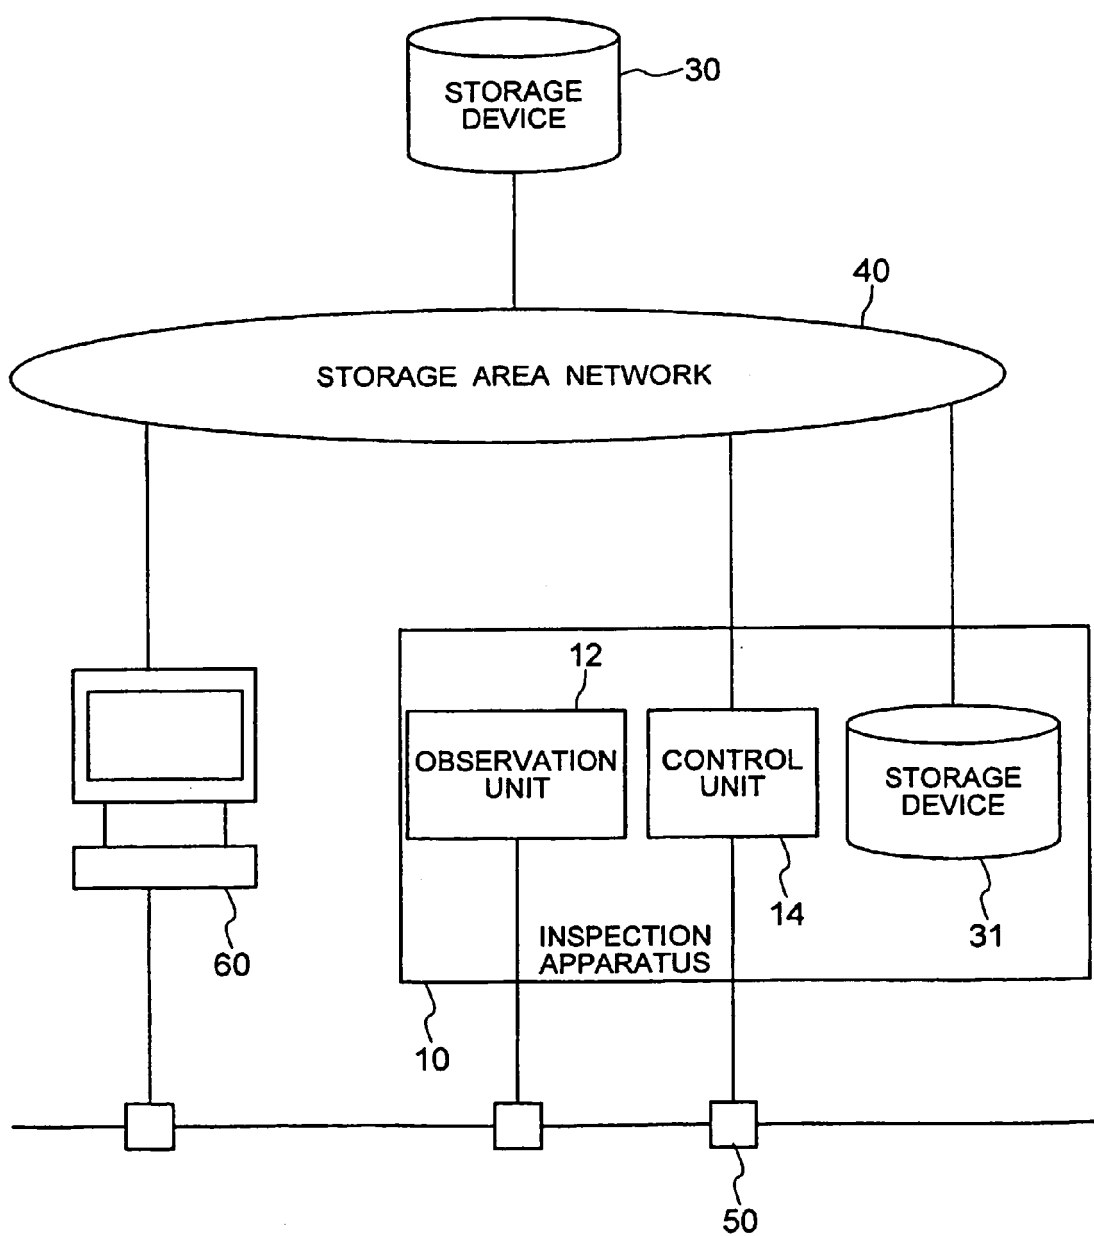 STORAGE
DEVICE
30
40
STORAGE AREA NETWORK
12
OBSERVATION
UNIT
CONTROL
UNIT
STORAGE
DEVICE
14
31
INSPECTION
APPARATUS
60
10
50